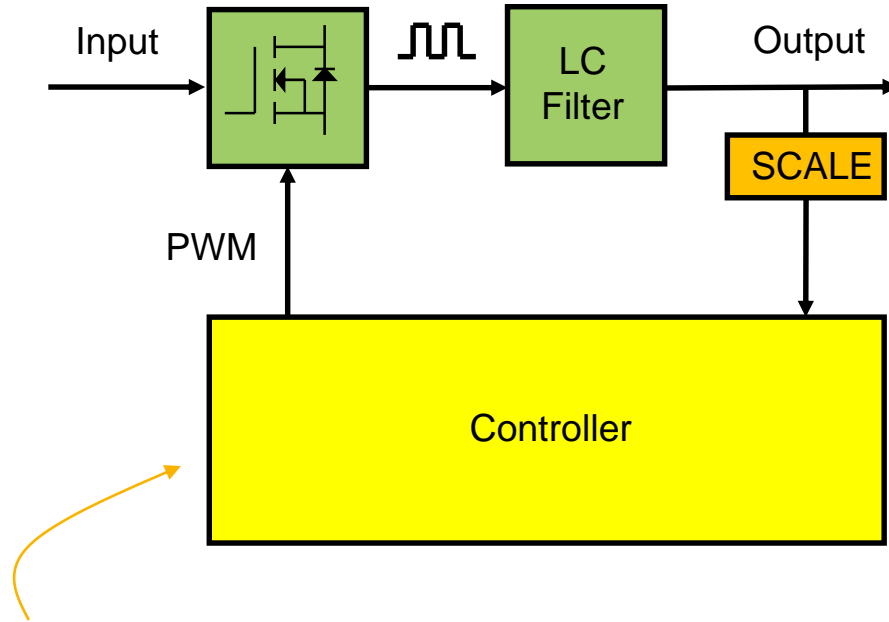 Input
LC
Filter
Output
SCALE
PWM
Controller